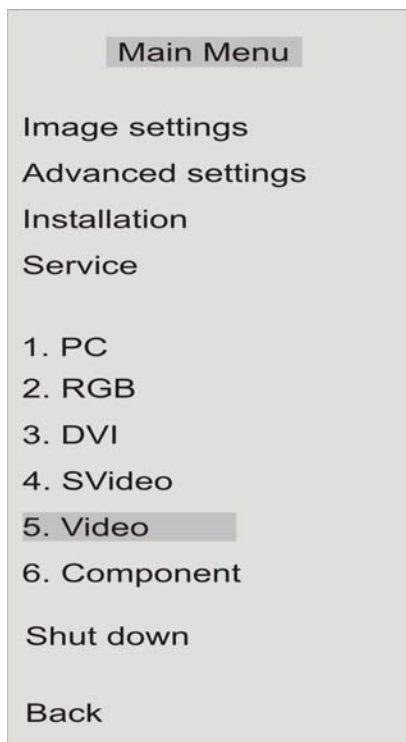 Main Menu
Image settings
Advanced settings
Installation
Service
1. PC
2. RGB
3. DVI
4. SVideo
5. Video
6. Component
Shut down
Back